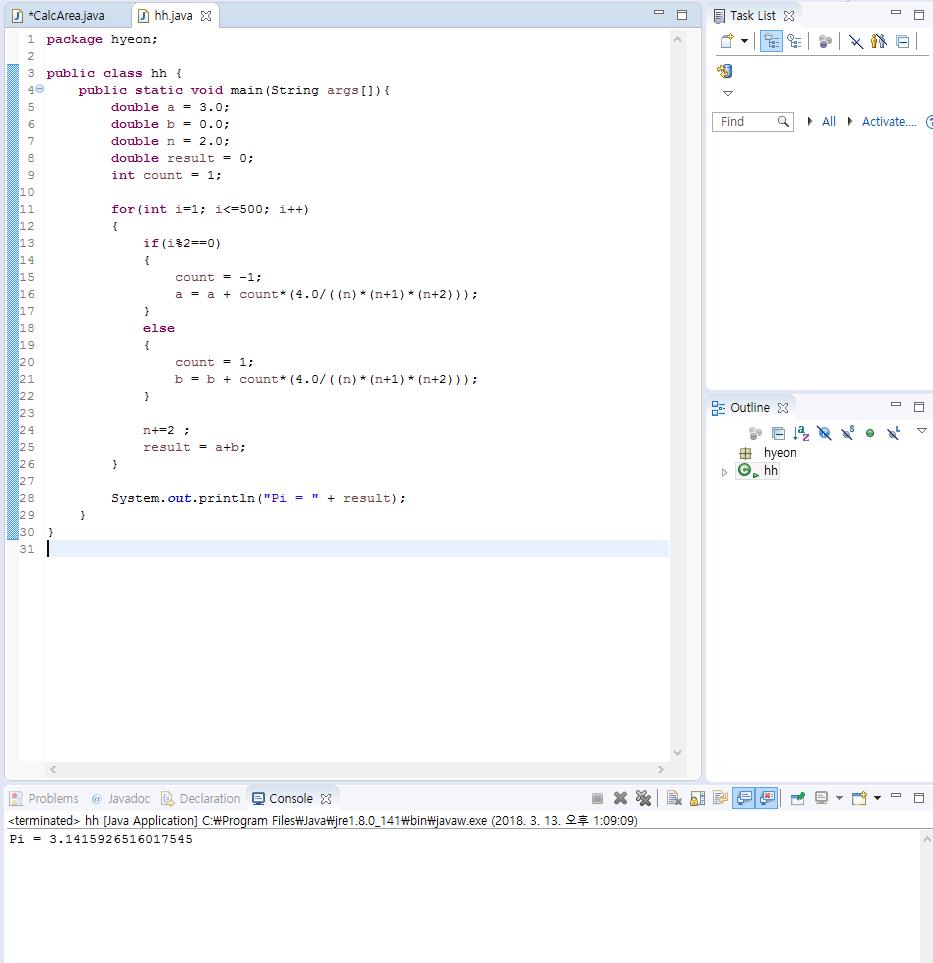 *CalcArea.java hh.java
1 package hyeon;
2
3 public class hh {
4 public static void main(String args[]){
5 double a = 3.0;
6 double b = 0.0;
7 double n = 2.0;
8 double result = 0;
9 int count = 1;
10
11 for(int i=1; i<=500; i++)
12 {
13 if(i%2==0)
14 {
15 count = -1;
16 a = a + count*(4.0/((n)*(n+1)*(n+2)));
17 }
18 else
19 {
20 count = 1;
21 b = b + count*(4.0/((n)*(n+1)*(n+2)));
22 }
23
24 n+=2 ;
25 result = a+b;
26 }
27
28 System.out.println("Pi = " + result);
29 }
30 }
31
Task List
Find All Activate....
Outline
hyeon
hh
Problems @ Javadoc Declaration Console
<terminated> hh [Java Application] C:₩Program Files₩Java₩jre1.8.0_141₩bin₩javaw.exe (2018. 3. 13. 오후 1:09:09)
Pi = 3.1415926516017545